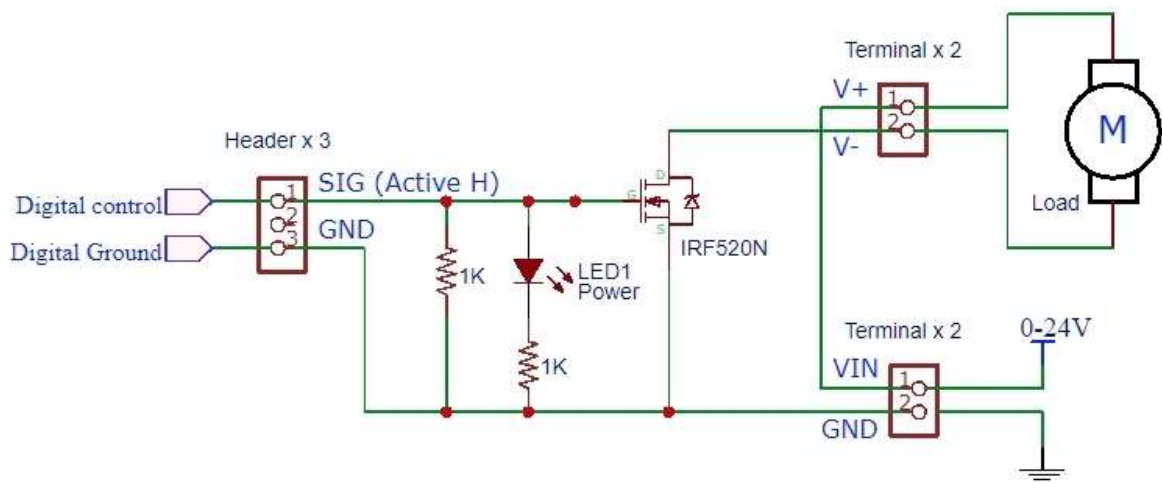 Terminal x 2
V+
1
2
V-
M
Load
Header x 3
Digital control
1
SIG (Active H)
2
GND
Digital Ground
3
G
D
S
IRF520N
1K
LED1
Power
1K
Terminal x 2
0-24V
VIN
1
2
GND